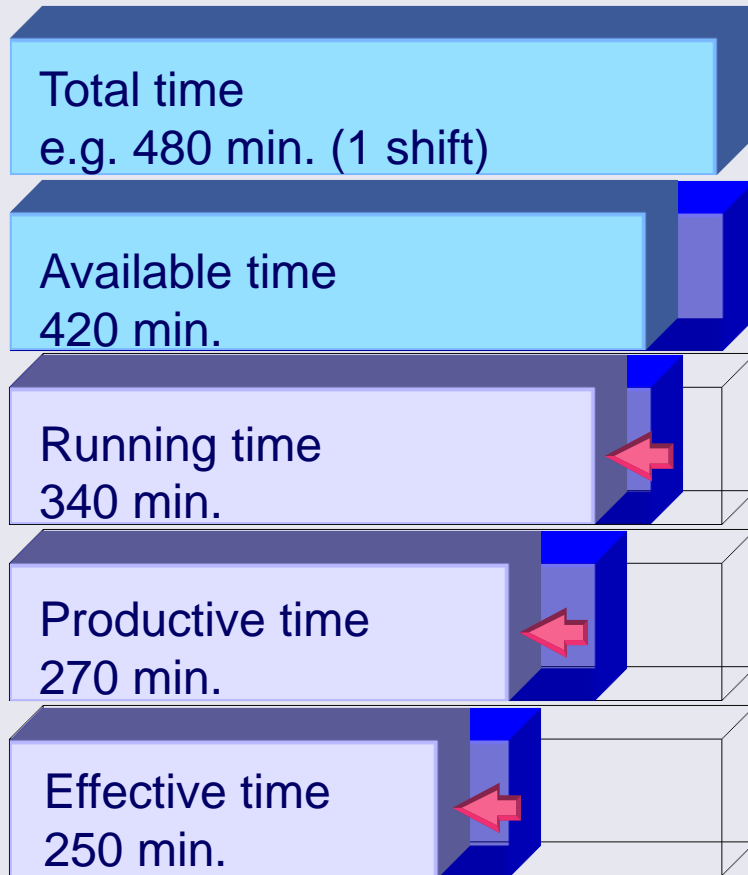 Total time
e.g. 480 min. (1 shift)
Available time
420 min.
Running time
340 min.
Productive time
270 min.
Effective time
250 min.